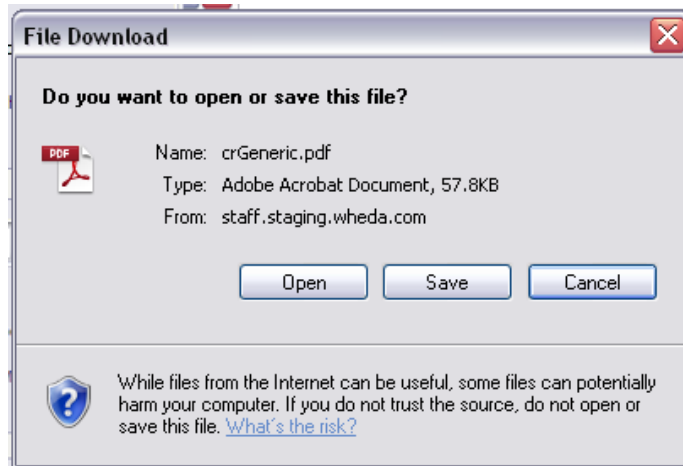 File Download
Do you want to open or save this file?
PDF
Name: crGeneric.pdf
Type: Adobe Acrobat Document, 57.8KB
From: staff.staging.wheda.com
Open Save Cancel
While files from the Internet can be useful, some files can potentially
harm your computer. If you do not trust the source, do not open or
save this file. What's the risk?